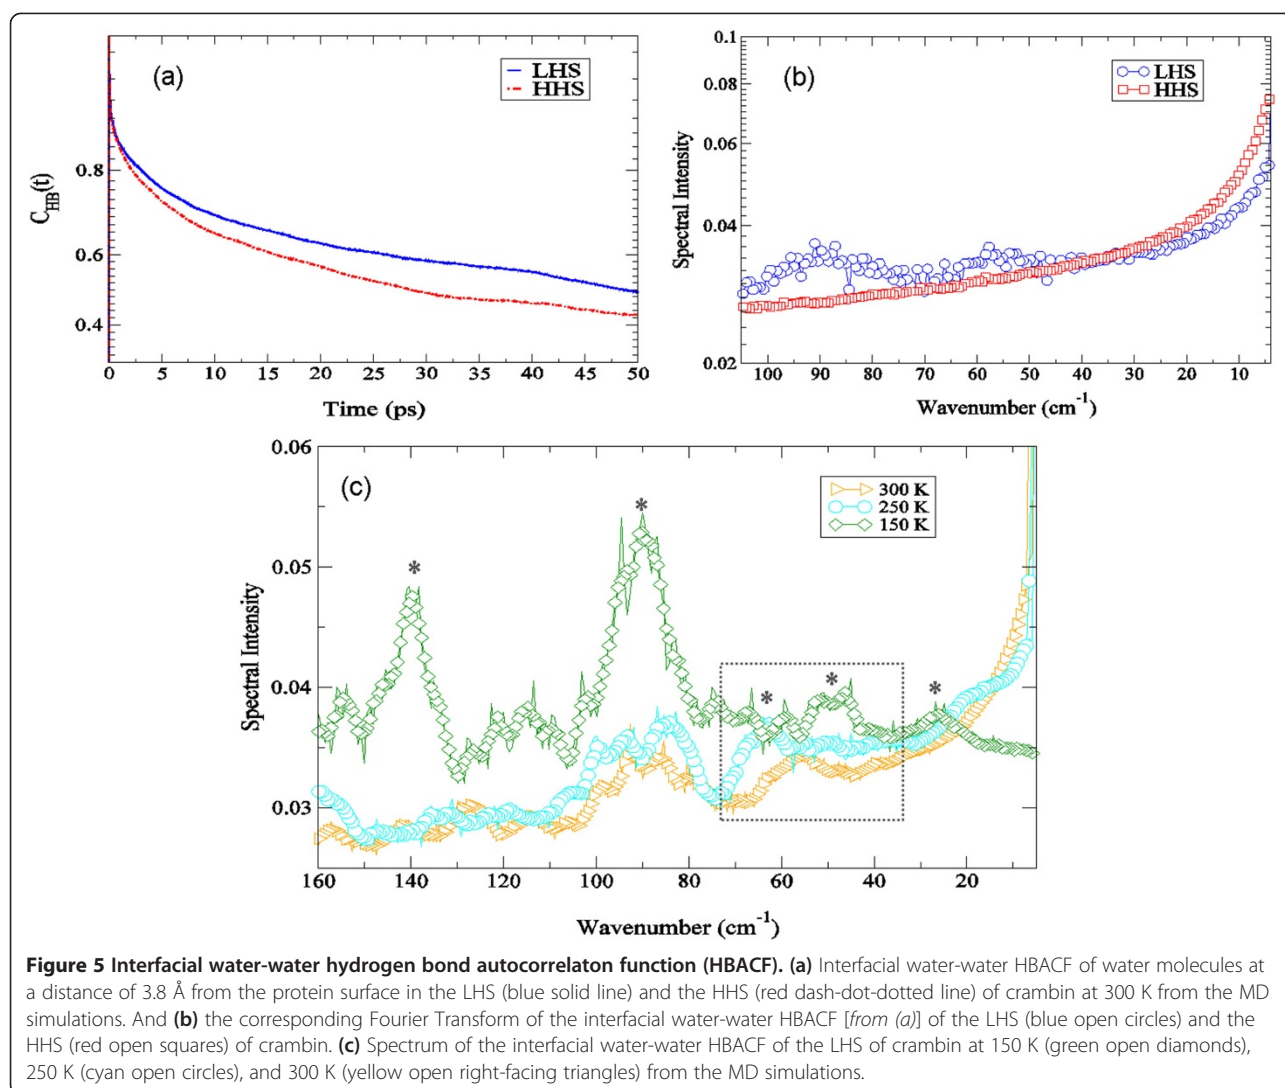 (a)
LHS
HHS
C_HB(t)
0.8
0.6
0.4
0 5 10 15 20 25 30 35 40 45 50
Time (ps)
(b)
LHS
HHS
Spectral Intensity
0.1
0.08
0.06
0.04
0.02
100 90 80 70 60 50 40 30 20 10
Wavenumber (cm⁻¹)
(c)
300 K
250 K
150 K
Spectral Intensity
0.06
0.05
0.04
0.03
* * * * *
160 140 120 100 80 60 40 20
Wavenumber (cm⁻¹)
Figure 5 Interfacial water-water hydrogen bond autocorrelaton function (HBACF). (a) Interfacial water-water HBACF of water molecules at
a distance of 3.8 Å from the protein surface in the LHS (blue solid line) and the HHS (red dash-dot-dotted line) of crambin at 300 K from the MD
simulations. And (b) the corresponding Fourier Transform of the interfacial water-water HBACF [from (a)] of the LHS (blue open circles) and the
HHS (red open squares) of crambin. (c) Spectrum of the interfacial water-water HBACF of the LHS of crambin at 150 K (green open diamonds),
250 K (cyan open circles), and 300 K (yellow open right-facing triangles) from the MD simulations.